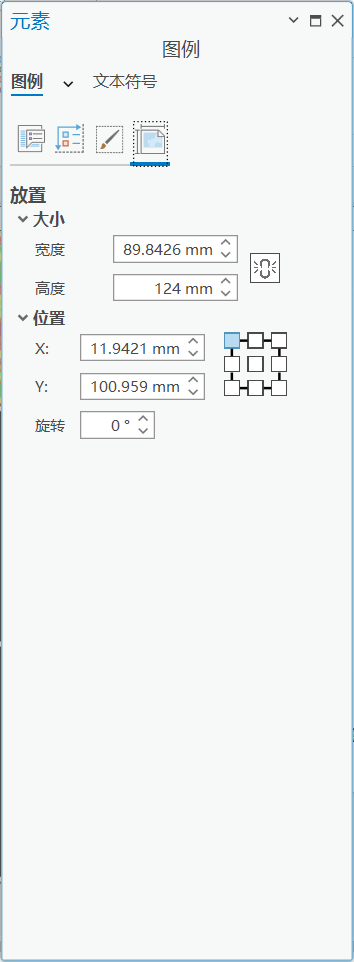 元素
图例
图例 文本符号
放置
大小
宽度 89.8426 mm
高度 124 mm
位置
X: 11.9421 mm
Y: 100.959 mm
旋转 0 °